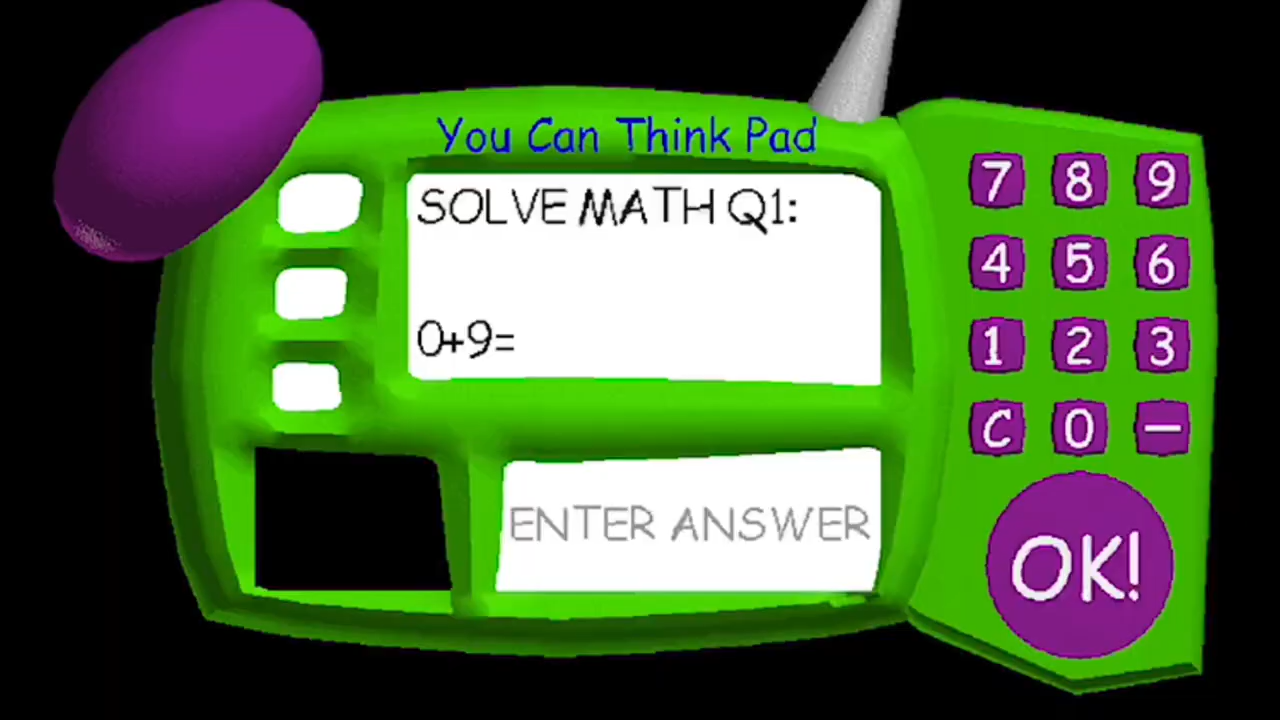 You Can Think Pad
SOLVE MATH Q1:
0+9=
ENTER ANSWER
7 8 9
4 5 6
1 2 3
C 0 —
OK!